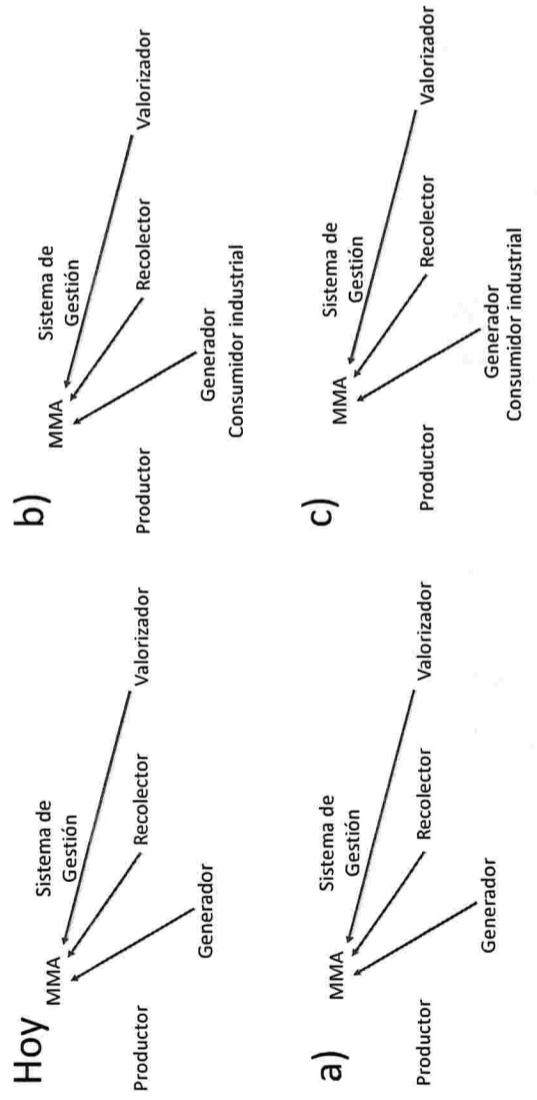 Hoy
MMA
Sistema de
Gestión
Productor
Recolector
Valorizador
Generador
b)
MMA
Sistema de
Gestión
Productor
Recolector
Valorizador
Generador
Consumidor industrial
a)
MMA
Sistema de
Gestión
Productor
Recolector
Valorizador
Generador
c)
MMA
Sistema de
Gestión
Productor
Recolector
Valorizador
Generador
Consumidor industrial